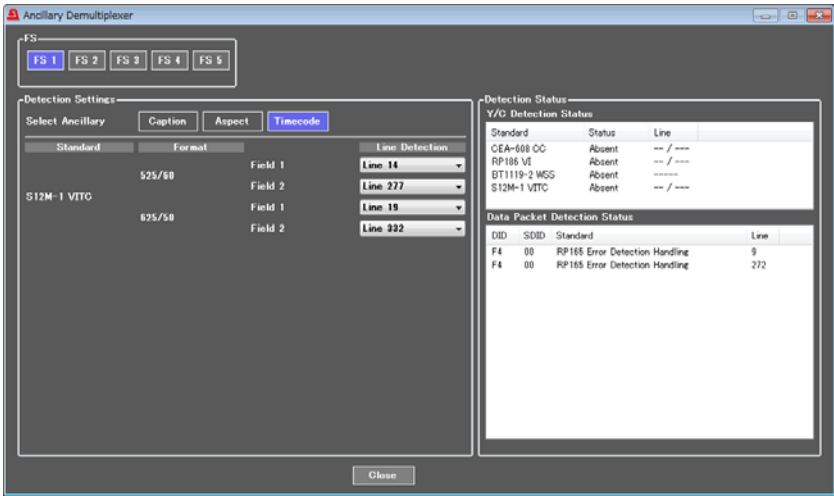 Ancillary Demultiplexer
FS
FS 1 FS 2 FS 3 FS 4 FS 5
Detection Settings
Select Ancillary Caption Aspect Timecode
Standard Format Line Detection
S12M-1 VITC
525/60
Field 1 Line 14
Field 2 Line 277
625/50
Field 1 Line 19
Field 2 Line 332
Detection Status
Y/C Detection Status
Standard Status Line
CEA-608 CC Absent -- / ---
RP186 VI Absent -- / ---
BT1119-2 WSS Absent -----
S12M-1 VITC Absent -- / ---
Data Packet Detection Status
DID SDID Standard Line
F4 00 RP165 Error Detection Handling 9
F4 00 RP165 Error Detection Handling 272
Close